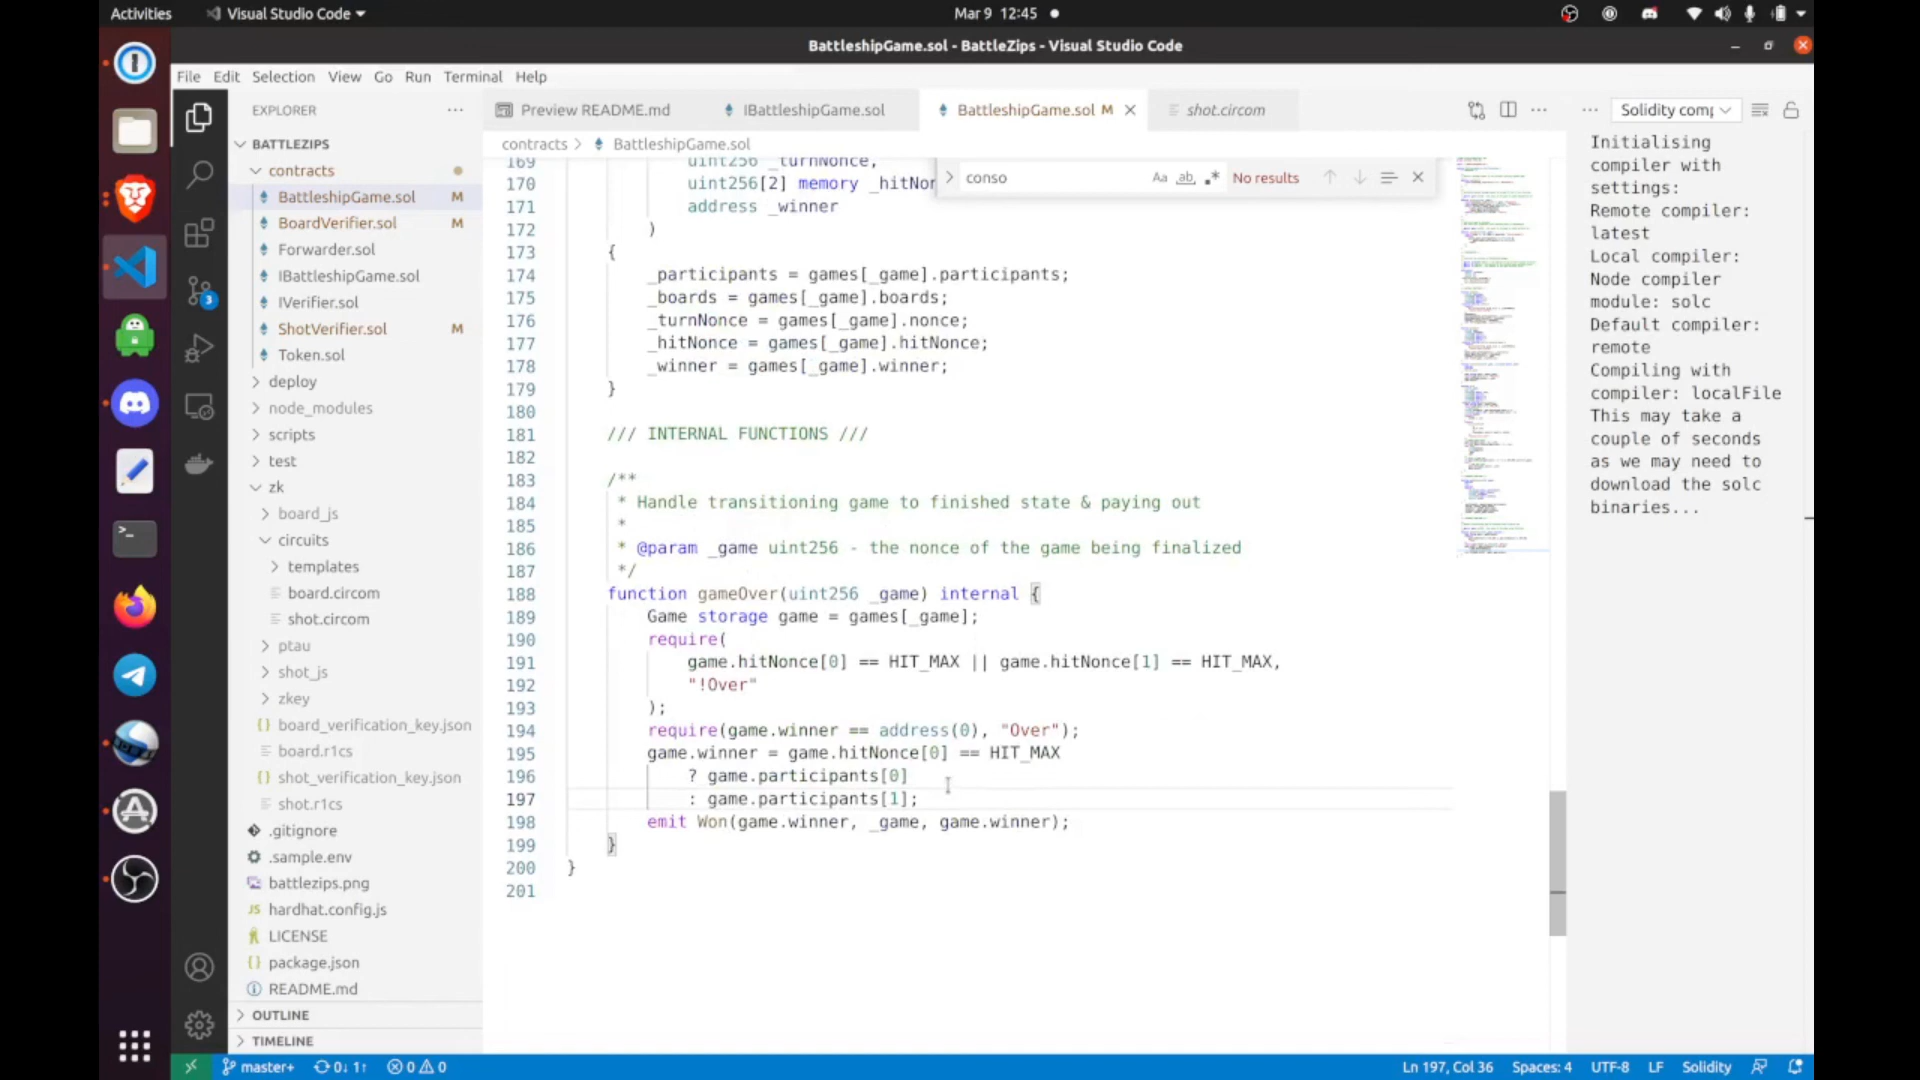 Activities
Visual Studio Code
Mar 9 12:45
BattleshipGame.sol - BattleZips - Visual Studio Code
File Edit Selection View Go Run Terminal Help
EXPLORER
BATTLEZIPS
contracts
BattleshipGame.sol M
BoardVerifier.sol M
Forwarder.sol
IBattleshipGame.sol
IVerifier.sol
ShotVerifier.sol M
Token.sol
deploy
node_modules
scripts
test
zk
board_js
circuits
templates
board.circom
shot.circom
ptau
shot_js
zkey
board_verification_key.json
board.r1cs
shot_verification_key.json
shot.r1cs
.gitignore
.sample.env
battlezips.png
hardhat.config.js
LICENSE
package.json
README.md
OUTLINE
TIMELINE
3
Preview README.md
IBattleshipGame.sol
BattleshipGame.sol M
shot.circom
contracts > BattleshipGame.sol
conso
Aa ab .*
No results
169 uint256 _turnNonce,
170 uint256[2] memory _hitNon
171 address _winner
172 )
173 {
174 _participants = games[_game].participants;
175 _boards = games[_game].boards;
176 _turnNonce = games[_game].nonce;
177 _hitNonce = games[_game].hitNonce;
178 _winner = games[_game].winner;
179 }
180
181 /// INTERNAL FUNCTIONS ///
182
183 /**
184 * Handle transitioning game to finished state & paying out
185 *
186 * @param _game uint256 - the nonce of the game being finalized
187 */
188 function gameOver(uint256 _game) internal {
189 Game storage game = games[_game];
190 require(
191 game.hitNonce[0] == HIT_MAX || game.hitNonce[1] == HIT_MAX,
192 "!Over"
193 );
194 require(game.winner == address(0), "Over");
195 game.winner = game.hitNonce[0] == HIT_MAX
196 ? game.participants[0]
197 : game.participants[1];
198 emit Won(game.winner, _game, game.winner);
199 }
200 }
201
Solidity comp
Initialising
compiler with
settings:
Remote compiler:
latest
Local compiler:
Node compiler
module: solc
Default compiler:
remote
Compiling with
compiler: localFile
This may take a
couple of seconds
as we may need to
download the solc
binaries...
master+ 0↓ 1↑ 0 0
Ln 197, Col 36 Spaces: 4 UTF-8 LF Solidity